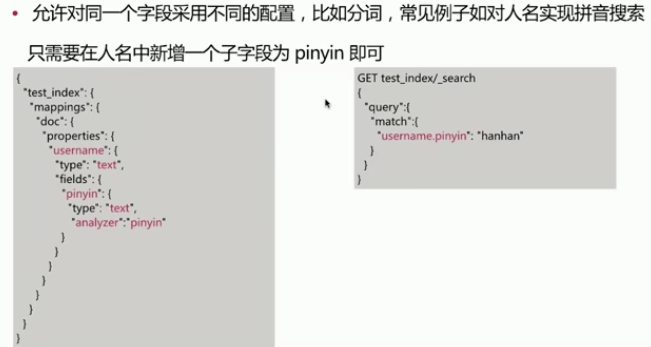 • 允许对同一个字段采用不同的配置，比如分词，常见例子如对人名实现拼音搜索
只需要在人名中新增一个子字段为 pinyin 即可
{
"test_index": {
"mappings": {
"doc": {
"properties": {
"username": {
"type": "text",
"fields": {
"pinyin": {
"type": "text",
"analyzer":"pinyin"
}
}
}
}
}
}
}
}
GET test_index/_search
{
"query":{
"match":{
"username.pinyin": "hanhan"
}
}
}